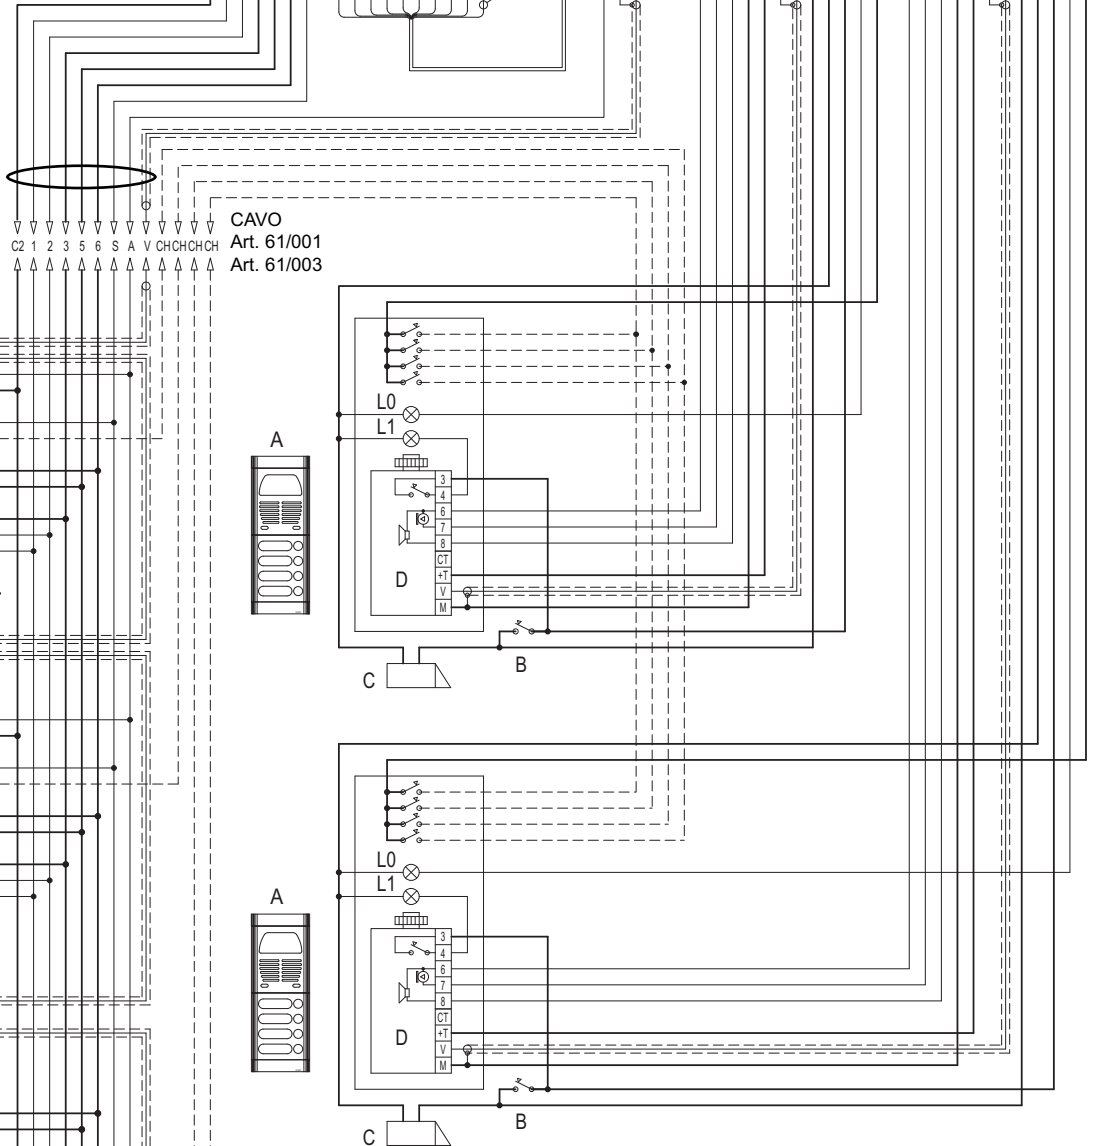 CAVO
C2 1 2 3 5 6 S A V CH CH CH CH Art. 61/001
Art. 61/003
L0
L1
A
3
4
6
7
8
CT
+T
V
M
D
B
C
L0
L1
A
3
4
6
7
8
CT
+T
V
M
D
B
C